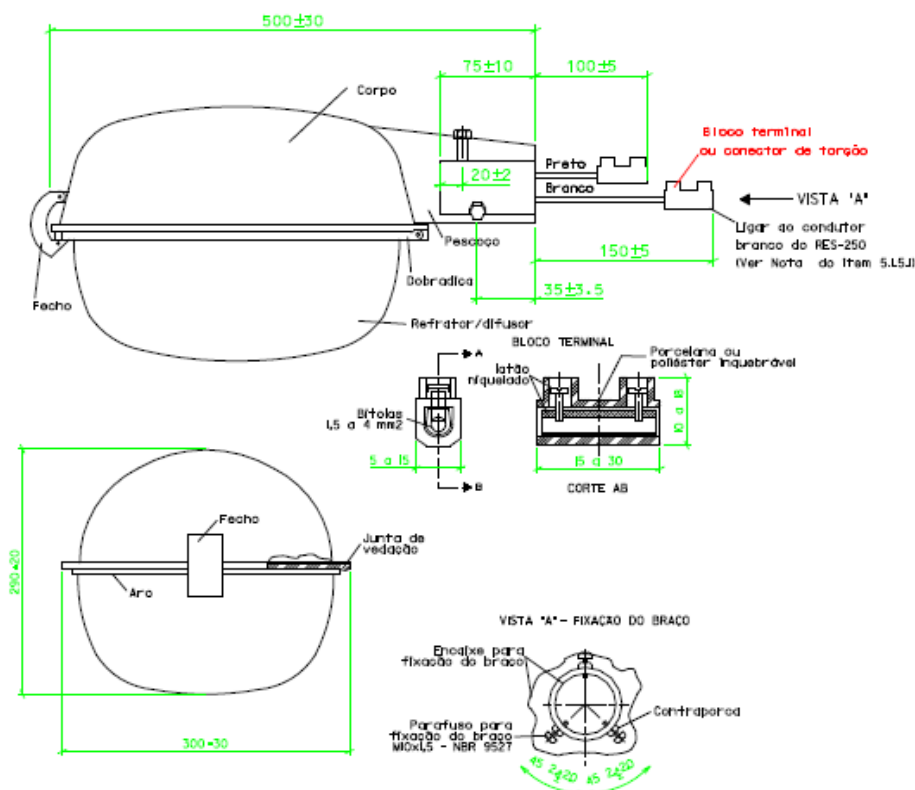 500±30
75±10
100±5
Corpo
Bloco terminal
ou conector de torção
Preto
20±2
Branco
VISTA "A"
Ligar ao condutor
branco do RES-250
(Ver Nota do Item 5.1.5.1)
Pescoço
150±5
Dobradiça
35±3.5
Fecho
Refrator/difusor
BLOCO TERMINAL
A
Porcelana ou
poliéster inquebrável
latão
niquelado
Bitolas
1,5 a 4 mm2
10 a 18
5 a 15
15 a 30
B
CORTE AB
Fecho
Junta de
vedação
290±20
Aro
VISTA "A" - FIXAÇÃO DO BRAÇO
Encaixe para
fixação do braço
Contraporca
Parafuso para
fixação do braço
M10x1,5 - NBR 9527
300±30